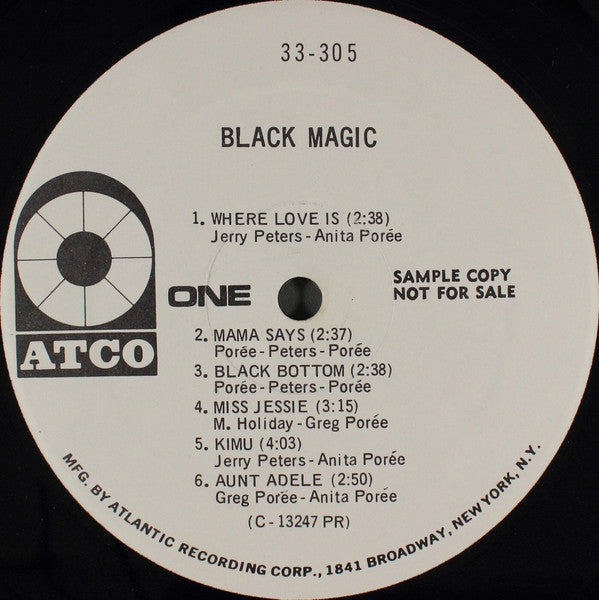 33-305
BLACK MAGIC
1. WHERE LOVE IS (2:38)
Jerry Peters - Anita Porée
ATCO
ONE
SAMPLE COPY
NOT FOR SALE
2. MAMA SAYS (2:37)
Porée - Peters - Porée
3. BLACK BOTTOM (2:38)
Porée - Peters - Porée
4. MISS JESSIE (3:15)
M. Holiday - Greg Porée
5. KIMU (4:03)
Jerry Peters - Anita Porée
6. AUNT ADELE (2:50)
Greg Porée - Anita Porée
(C - 13247 PR)
MFG. BY ATLANTIC RECORDING CORP., 1841 BROADWAY, NEW YORK, N.Y.